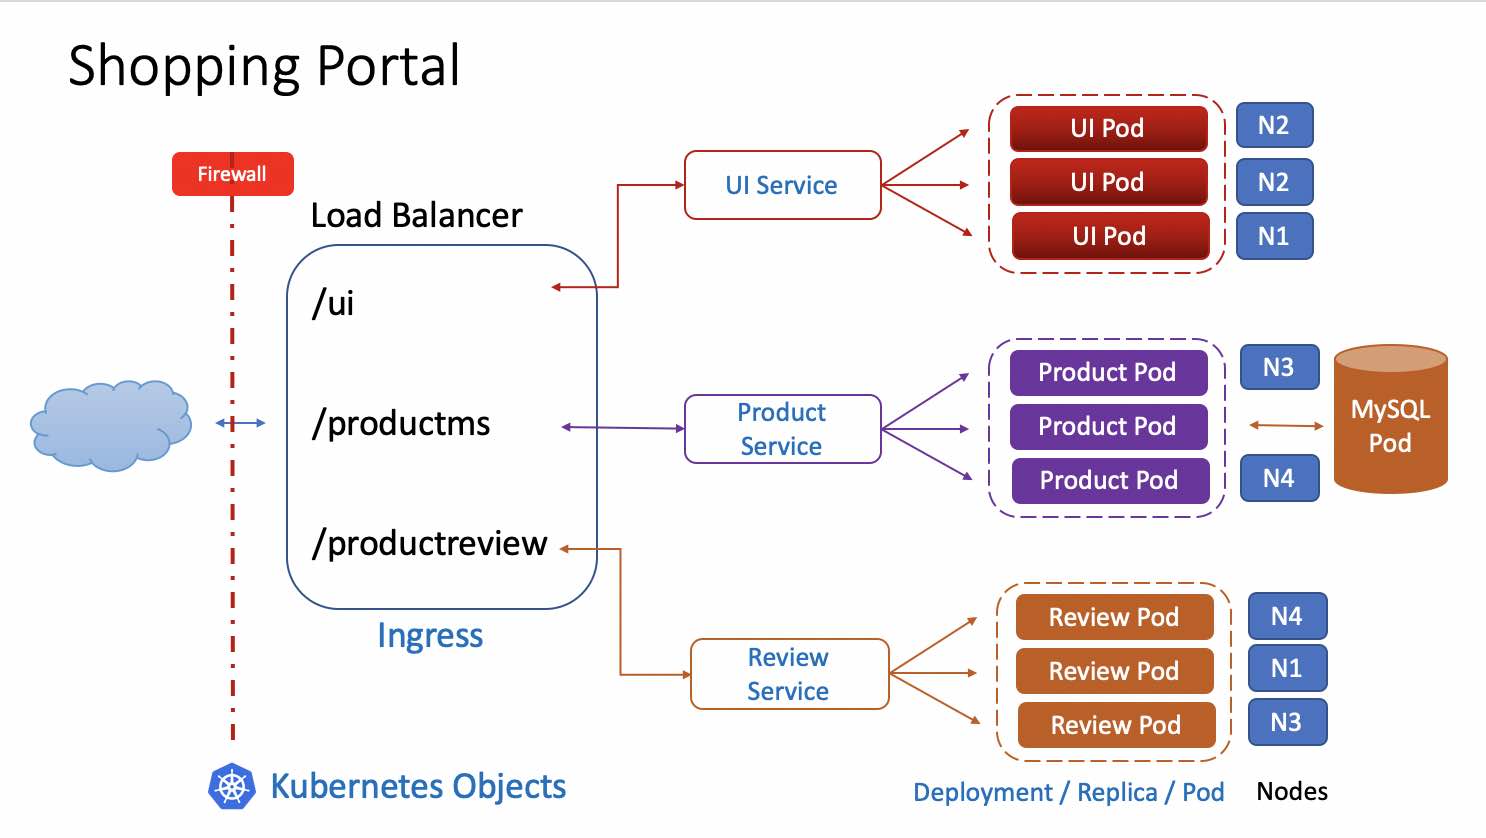 Shopping Portal
Firewall
Load Balancer
/ui
/productms
/productreview
Ingress
Kubernetes Objects
UI Service
Product
Service
Review
Service
UI Pod
N2
UI Pod
N2
UI Pod
N1
Product Pod
N3
Product Pod
Product Pod
N4
MySQL
Pod
Review Pod
N4
Review Pod
N1
Review Pod
N3
Deployment / Replica / Pod
Nodes